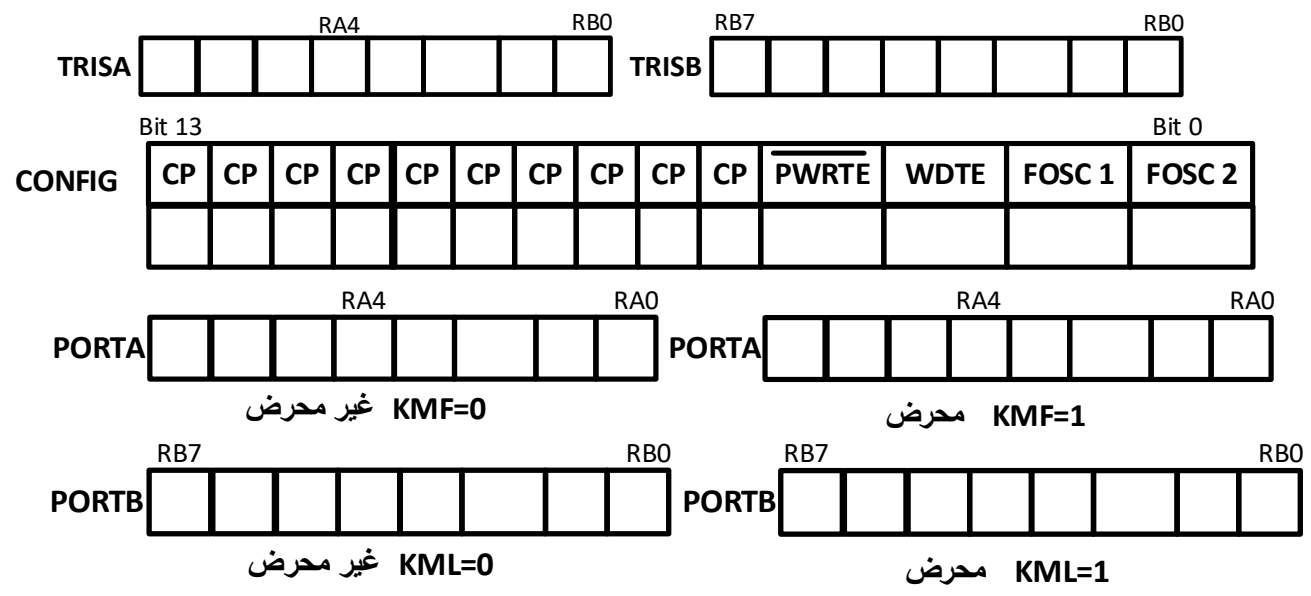 RA4 RB0 RB7 RB0
TRISA TRISB
Bit 13 Bit 0
CONFIG CP CP CP CP CP CP CP CP CP CP PWRTE WDTE FOSC 1 FOSC 2
RA4 RA0 RA4 RA0
PORTA PORTA
غير محرض KMF=0 محرض KMF=1
RB7 RB0 RB7 RB0
PORTB PORTB
غير محرض KML=0 محرض KML=1